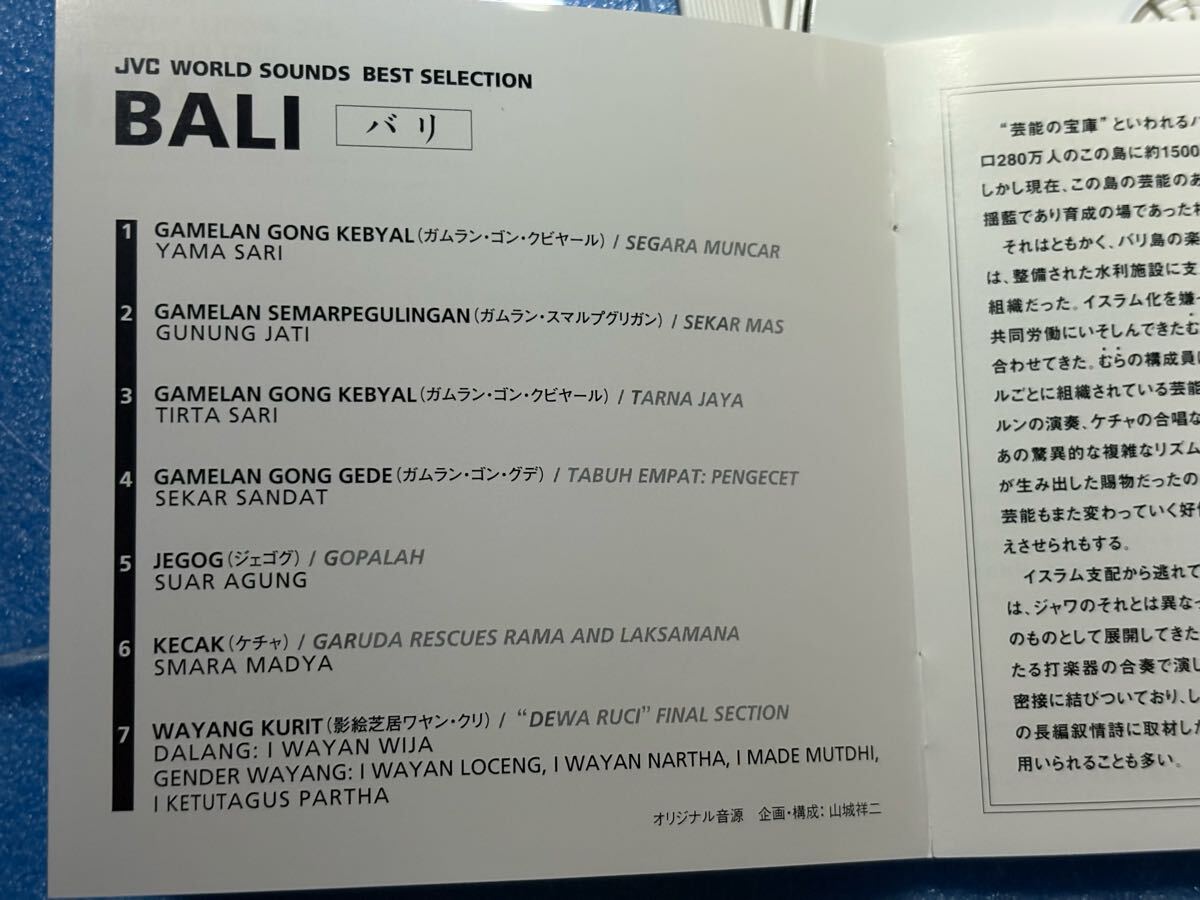 JVC WORLD SOUNDS BEST SELECTION
BALI バリ
1 GAMELAN GONG KEBYAL(ガムラン・ゴン・クビヤール) / SEGARA MUNCAR
YAMA SARI
2 GAMELAN SEMARPEGULINGAN(ガムラン・スマルプグリガン) / SEKAR MAS
GUNUNG JATI
3 GAMELAN GONG KEBYAL(ガムラン・ゴン・クビヤール) / TARNA JAYA
TIRTA SARI
4 GAMELAN GONG GEDE(ガムラン・ゴン・グデ) / TABUH EMPAT: PENGECET
SEKAR SANDAT
5 JEGOG(ジェゴグ) / GOPALAH
SUAR AGUNG
6 KECAK(ケチャ) / GARUDA RESCUES RAMA AND LAKSAMANA
SMARA MADYA
7 WAYANG KURIT(影絵芝居ワヤン・クリ) / “DEWA RUCI” FINAL SECTION
DALANG: I WAYAN WIJA
GENDER WAYANG: I WAYAN LOCENG, I WAYAN NARTHA, I MADE MUTDHI,
I KETUTAGUS PARTHA
オリジナル音源 企画・構成: 山城祥二
“芸能の宝庫”といわれるバ
口280万人のこの島に約1500
しかし現在、この島の芸能のあ
揺籃であり育成の場であった
それはともかく、バリ島の楽
は、整備された水利施設に支
組織だった。イスラム化を嫌っ
共同労働にいそしんできたむ
合わせてきた。むらの構成員
ルごとに組織されている芸能
ルンの演奏、ケチャの合唱な
あの驚異的な複雑なリズム
が生み出した賜物だったの
芸能もまた変わっていく好
えさせられもする。
イスラム支配から逃れて
は、ジャワのそれとは異なっ
のものとして展開してきた
たる打楽器の合奏で演し
密接に結びついており、し
の長編叙情詩に取材した
用いられることも多い。